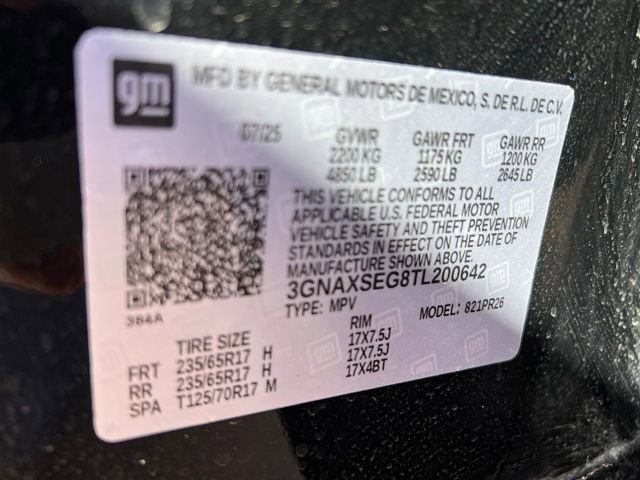 gm
MFD BY GENERAL MOTORS DE MEXICO, S. DE R.L. DE C.V.
07/25 GVWR GAWR FRT GAWR RR
2200 KG 1175 KG 1200 KG
4850 LB 2590 LB 2645 LB
THIS VEHICLE CONFORMS TO ALL
APPLICABLE U.S. FEDERAL MOTOR
VEHICLE SAFETY AND THEFT PREVENTION
STANDARDS IN EFFECT ON THE DATE OF
MANUFACTURE SHOWN ABOVE.
3GNAXSEG8TL200642
TYPE: MPV MODEL: 821PR26
384A
TIRE SIZE RIM
FRT 235/65R17 H 17X7.5J
RR 235/65R17 H 17X7.5J
SPA T125/70R17 M 17X4BT